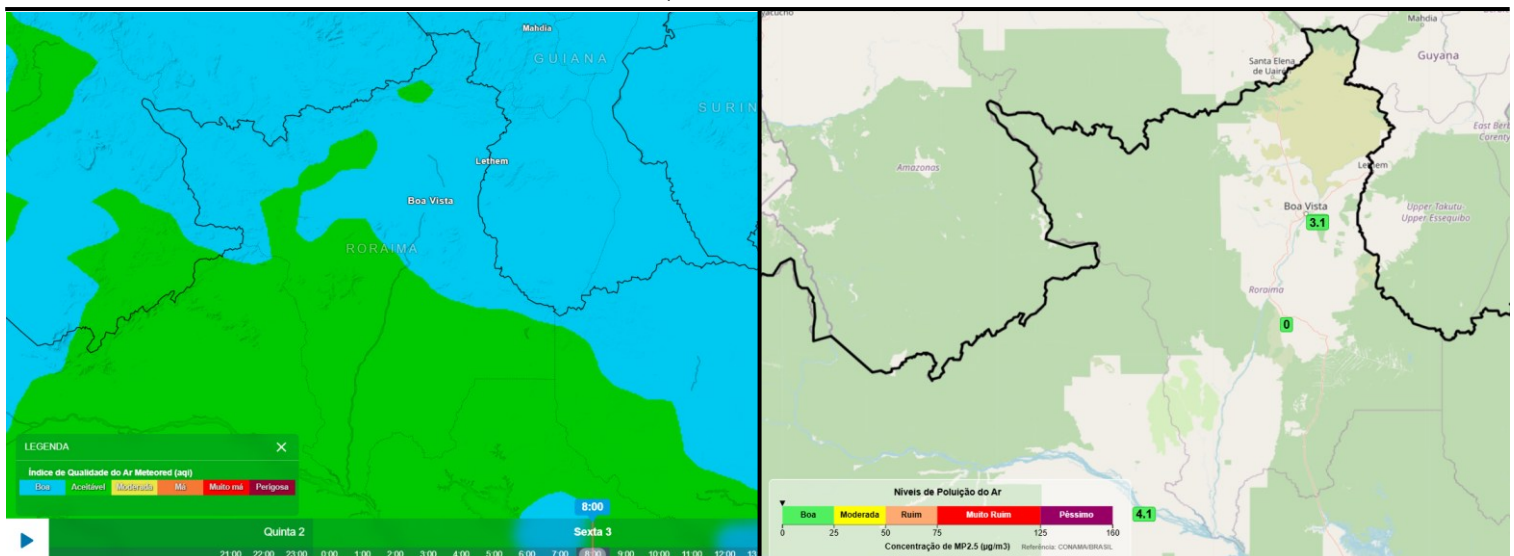 Mahdia
GUIANA
SURIN
Lethem
Boa Vista
RORAIMA
LEGENDA
Índice de Qualidade do Ar Meteored (aqi)
Boa Aceitável Moderada Má Muito má Perigosa
8:00
Quinta 2 Sexta 3
21:00 22:00 23:00 0:00 1:00 2:00 3:00 4:00 5:00 6:00 7:00 8:00 9:00 10:00 11:00 12:00 13
Mahdia
Santa Elena
de Uairé
Guyana
East Berb
Corenty
Amazonas
Lethem
Boa Vista
3.1
Upper Takutu-
Upper Essequibo
Roraima
0
Níveis de Poluição do Ar
Boa Moderada Ruim Muito Ruim Péssimo
0 25 50 75 125 160
Concentração de MP2.5 (µg/m3) Referência: CONAMA/BRASIL
4.1